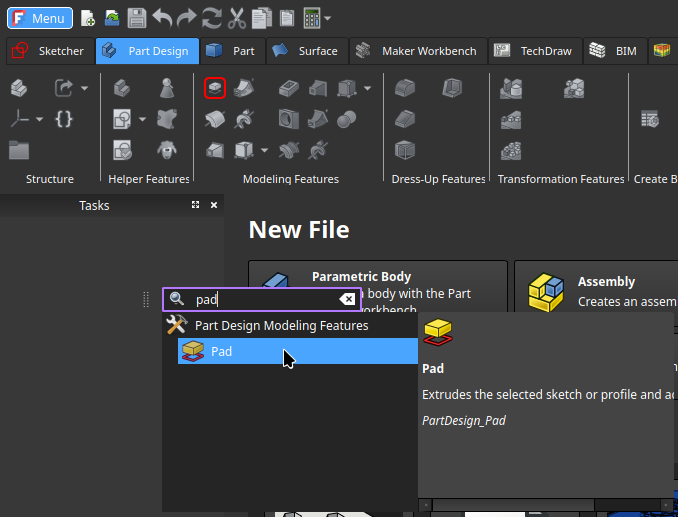 Menu
Sketcher
Part Design
Part
Surface
Maker Workbench
TechDraw
BIM
Structure
Helper Features
Modeling Features
Dress-Up Features
Transformation Features
Create B
Tasks
New File
Parametric Body
body with the Part
orkbench
Assembly
Creates an assem
pad
Part Design Modeling Features
Pad
Pad
Extrudes the selected sketch or profile and ad
PartDesign_Pad